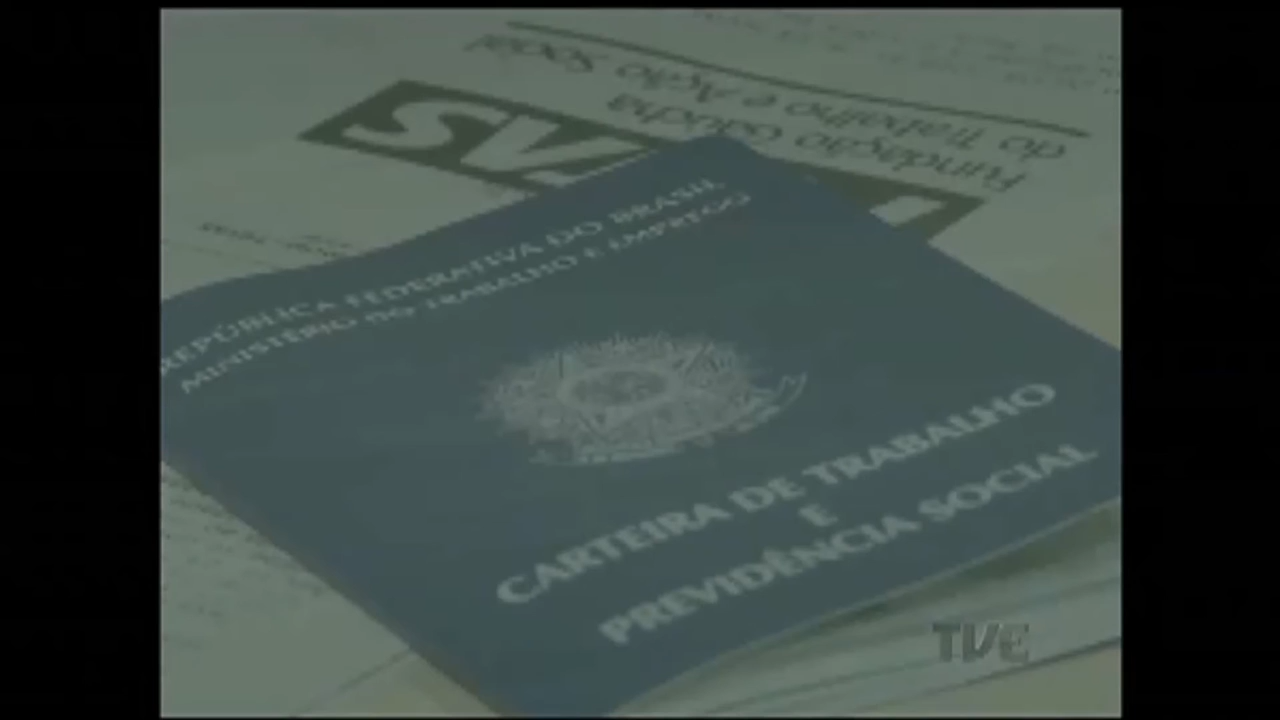 Fundação Gaúcha
do Trabalho e Ação Social
REPÚBLICA FEDERATIVA DO BRASIL
MINISTÉRIO DO TRABALHO E EMPREGO
CARTEIRA DE TRABALHO
E
PREVIDÊNCIA SOCIAL
TVE